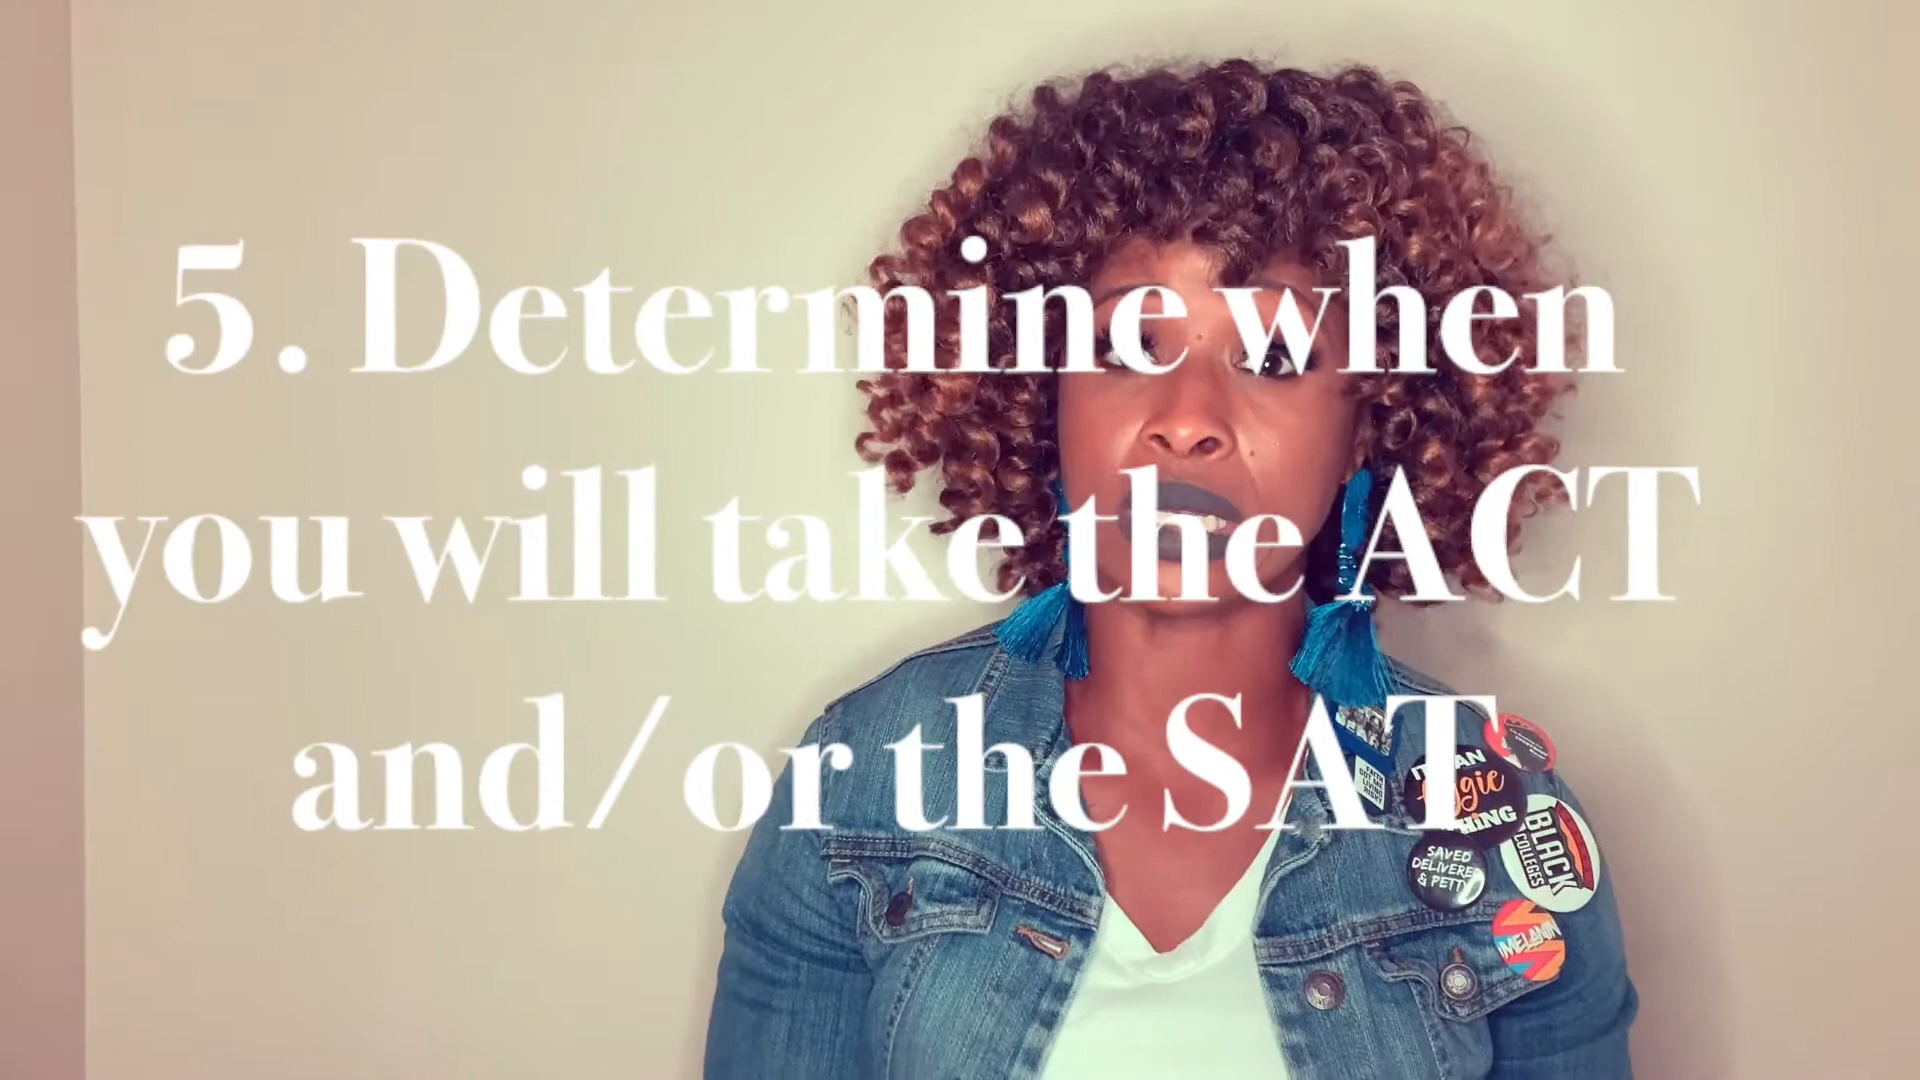 5. Determine when
you will take the ACT
and/or the SAT
SAVED
DELIVERED
& PETTY
BLACK
COLLEGES
MELANIN